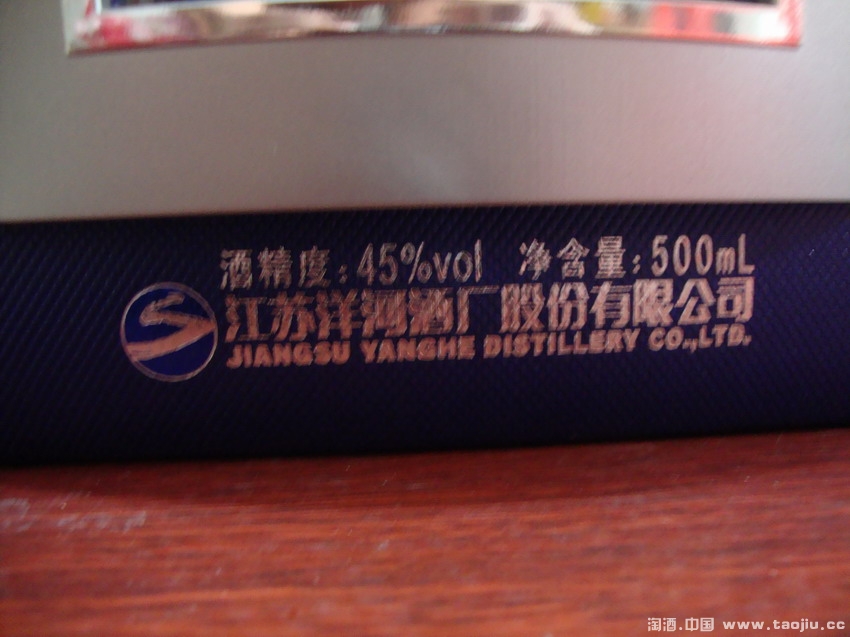 酒精度:45%vol 净含量:500mL
江苏洋河酒厂股份有限公司
JIANGSU YANGHE DISTILLERY CO.,LTD.
淘酒.中国 www.taojiu.cc